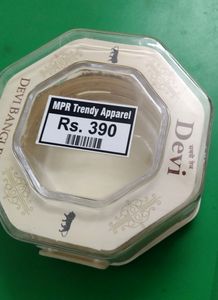 MPR Trendy Apparel
Rs. 390
Devi
DEVI BANGL